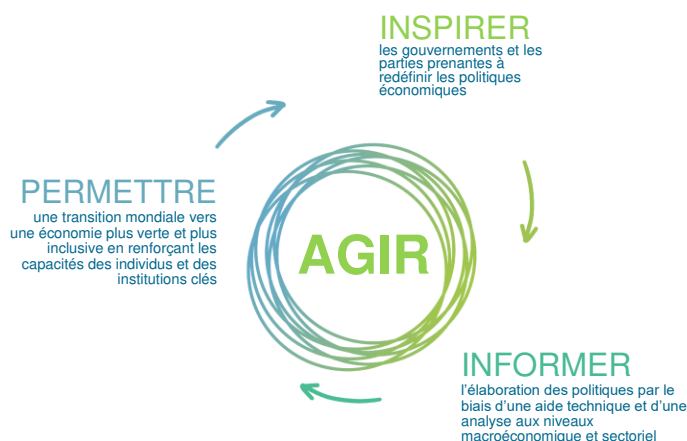 INSPIRER
les gouvernements et les
parties prenantes à
redéfinir les politiques
économiques
PERMETTRE
une transition mondiale vers
une économie plus verte et plus
inclusive en renforçant les
capacités des individus et des
institutions clés
AGIR
INFORMER
l'élaboration des politiques par le
biais d'une aide technique et d'une
analyse aux niveaux
macroéconomique et sectoriel